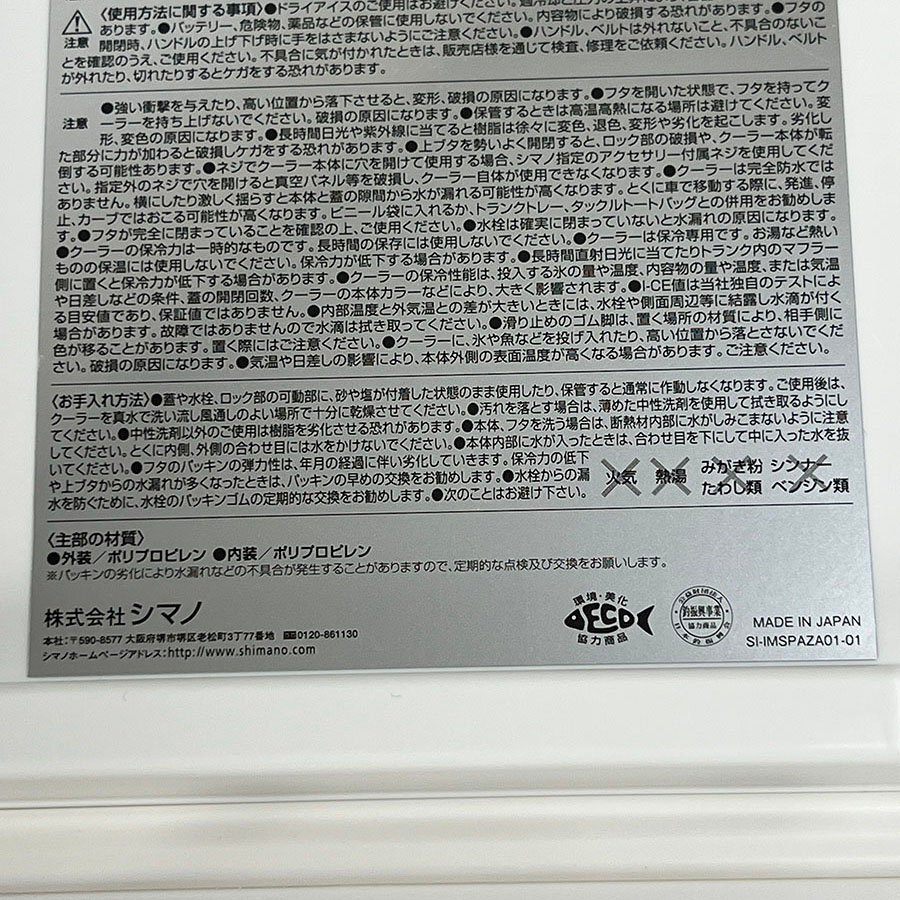 〈使用方法に関する事項〉●ドライアイスのご使用はお避けください。
注意
あります。●バッテリー、危険物、薬品などの保管に使用しないでください。内容物により破損する恐れがあります。●フタの
開閉時、ハンドルの上げ下げ時に手をはさまないようにご注意ください。●ハンドル、ベルトは外れないこと、不具合のないこ
とを確認のうえ、ご使用ください。不具合に気が付かれたときは、販売店様を通じて検査、修理をご依頼ください。ハンドル、ベルト
が外れたり、切れたりするとケガをする恐れがあります。
注意
●強い衝撃を与えたり、高い位置から落下させると、変形、破損の原因になります。●フタを開いた状態で、フタを持ってク
ーラーを持ち上げないでください。破損の原因になります。●保管するときは高温高熱になる場所は避けてください。変
形、変色の原因になります。●長時間日光や紫外線に当てると樹脂は徐々に変色、退色、変形や劣化を起こします。劣化し
た部分に力が加わると破損しケガをする恐れがあります。●上ブタを勢いよく開閉すると、ロック部の破損や、クーラー本体が転
倒する可能性あります。●ネジでクーラー本体に穴を開けて使用する場合、シマノ指定のアクセサリー付属ネジを使用してくだ
さい。指定外のネジで穴を開けると真空パネル等を破損し、クーラー自体が使用できなくなります。●クーラーは完全防水では
ありません。横にしたり激しく揺らすと本体と蓋の隙間から水が漏れる可能性があります。とくに車で移動する際に、発進、停
止、カーブではおこる可能性が高くなります。ビニール袋に入れるか、トランクトレー、タックルトートバッグとの併用をお勧めしま
す。●フタが完全に閉まっていることを確認の上、ご使用ください。●水栓は確実に閉まっていないと水漏れの原因になります。
●クーラーの保冷力は一時的なものです。長時間の保存には使用しないでください。●クーラーは保冷専用です。お湯など熱い
ものの保温には使用しないでください。保冷力が低下する場合があります。●長時間直射日光に当てたりトランク内のマフラー
側に置くと保冷力が低下する場合があります。●クーラーの保冷性能は、投入する氷の量や温度、内容物の量や温度、または気温
や日差しなどの条件、蓋の開閉回数、クーラーの本体カラーなどにより、大きく影響されます。●I-CE値は当社独自のテストによ
る目安値であり、保証値ではありません。●内部温度と外気温との差が大きいときには、水栓や側面周辺等に結露し水滴が付く
場合があります。故障ではありませんので水滴は拭き取ってください。●滑り止めのゴム脚は、置く場所の材質により、相手側に
色が移ることがあります。置く際にはご注意ください。●クーラーに、氷や魚などを投げ入れたり、高い位置から落とさないでくだ
さい。破損の原因になります。●気温や日差しの影響により、本体外側の表面温度が高くなる場合があります。ご注意ください。
〈お手入れ方法〉●蓋や水栓、ロック部の可動部に、砂や塩が付着した状態のまま使用したり、保管すると通常に作動しなくなります。ご使用後は、
クーラーを真水で洗い流し風通しのよい場所で十分に乾燥させてください。●汚れを落とす場合は、薄めた中性洗剤を使用して拭き取るようにし
てください。●中性洗剤以外のご使用は樹脂を劣化させる恐れがあります。●本体、フタを洗う場合は、断熱材内部に水がしみこまないように注意
してください。とくに内側、外側の合わせ目には水をかけないでください。●本体内部に水が入ったときは、合わせ目を下にして中に入った水を抜
いてください。●フタのパッキンの弾力性は、年月の経過に伴い劣化していきます。保冷力の低下
や上ブタからの水漏れが多くなったときは、パッキンの早めの交換をお勧めします。●水栓からの漏
水を防ぐために、水栓のパッキンゴムの定期的な交換をお勧めします。●次のことはお避け下さい。
火気 熱湯 みがき粉 たわし類 シンナー ベンジン類
〈主部の材質〉
●外装／ポリプロピレン ●内装／ポリプロピレン
※パッキンの劣化により水漏れなどの不具合が発生することがありますので、定期的な点検及び交換をお願いします。
株式会社 シマノ
本社：〒590-8577 大阪府堺市堺区老松町3丁77番地 0120-861130
シマノホームページアドレス：http://www.shimano.com/
環境・美化
DECO
協力商品
公益財団法人
釣振興事業
協力商品
日本釣振興会
MADE IN JAPAN
SI-IMSPAZA01-01